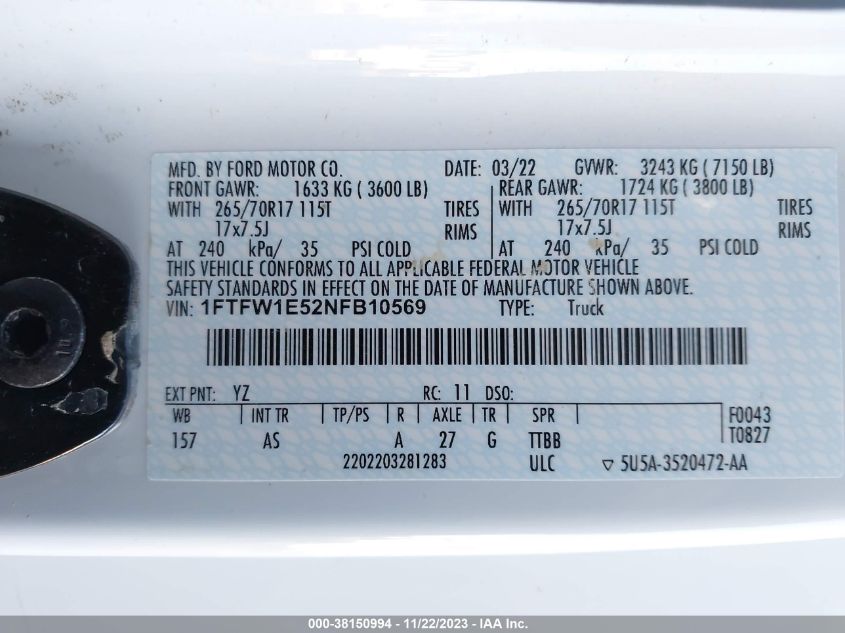 MFD. BY FORD MOTOR CO. DATE: 03/22 GVWR: 3243 KG ( 7150 LB)
FRONT GAWR: 1633 KG ( 3600 LB) REAR GAWR: 1724 KG ( 3800 LB)
WITH 265/70R17 115T TIRES WITH 265/70R17 115T TIRES
17x7.5J RIMS 17x7.5J RIMS
AT 240 kPa/ 35 PSI COLD AT 240 kPa/ 35 PSI COLD
THIS VEHICLE CONFORMS TO ALL APPLICABLE FEDERAL MOTOR VEHICLE
SAFETY STANDARDS IN EFFECT ON THE DATE OF MANUFACTURE SHOWN ABOVE.
VIN: 1FTFW1E52NFB10569 TYPE: Truck
EXT PNT: YZ RC: 11 DSO:
WB INT TR TP/PS R AXLE TR SPR F0043
157 AS A 27 G TTBB T0827
2202203281283 ULC ▽ 5U5A-3520472-AA
000-38150994 - 11/22/2023 - IAA Inc.